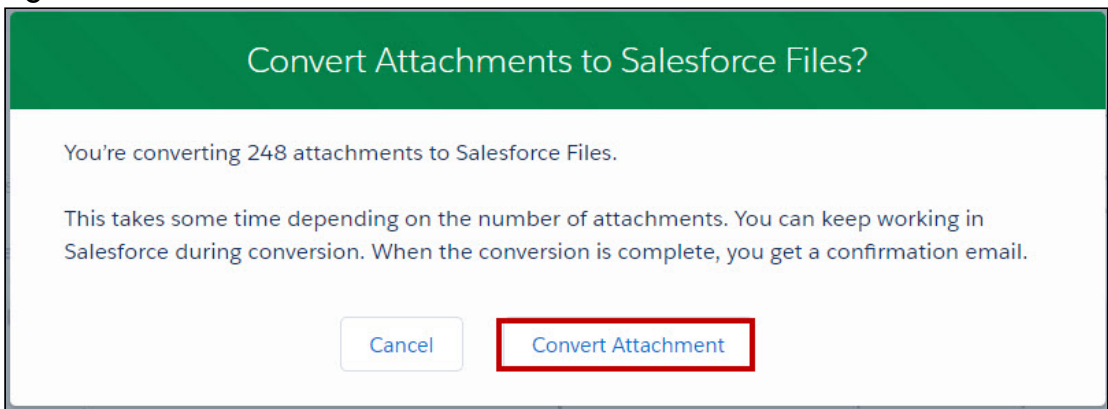 Convert Attachments to Salesforce Files?
You’re converting 248 attachments to Salesforce Files.
This takes some time depending on the number of attachments. You can keep working in
Salesforce during conversion. When the conversion is complete, you get a confirmation email.
Cancel
Convert Attachment